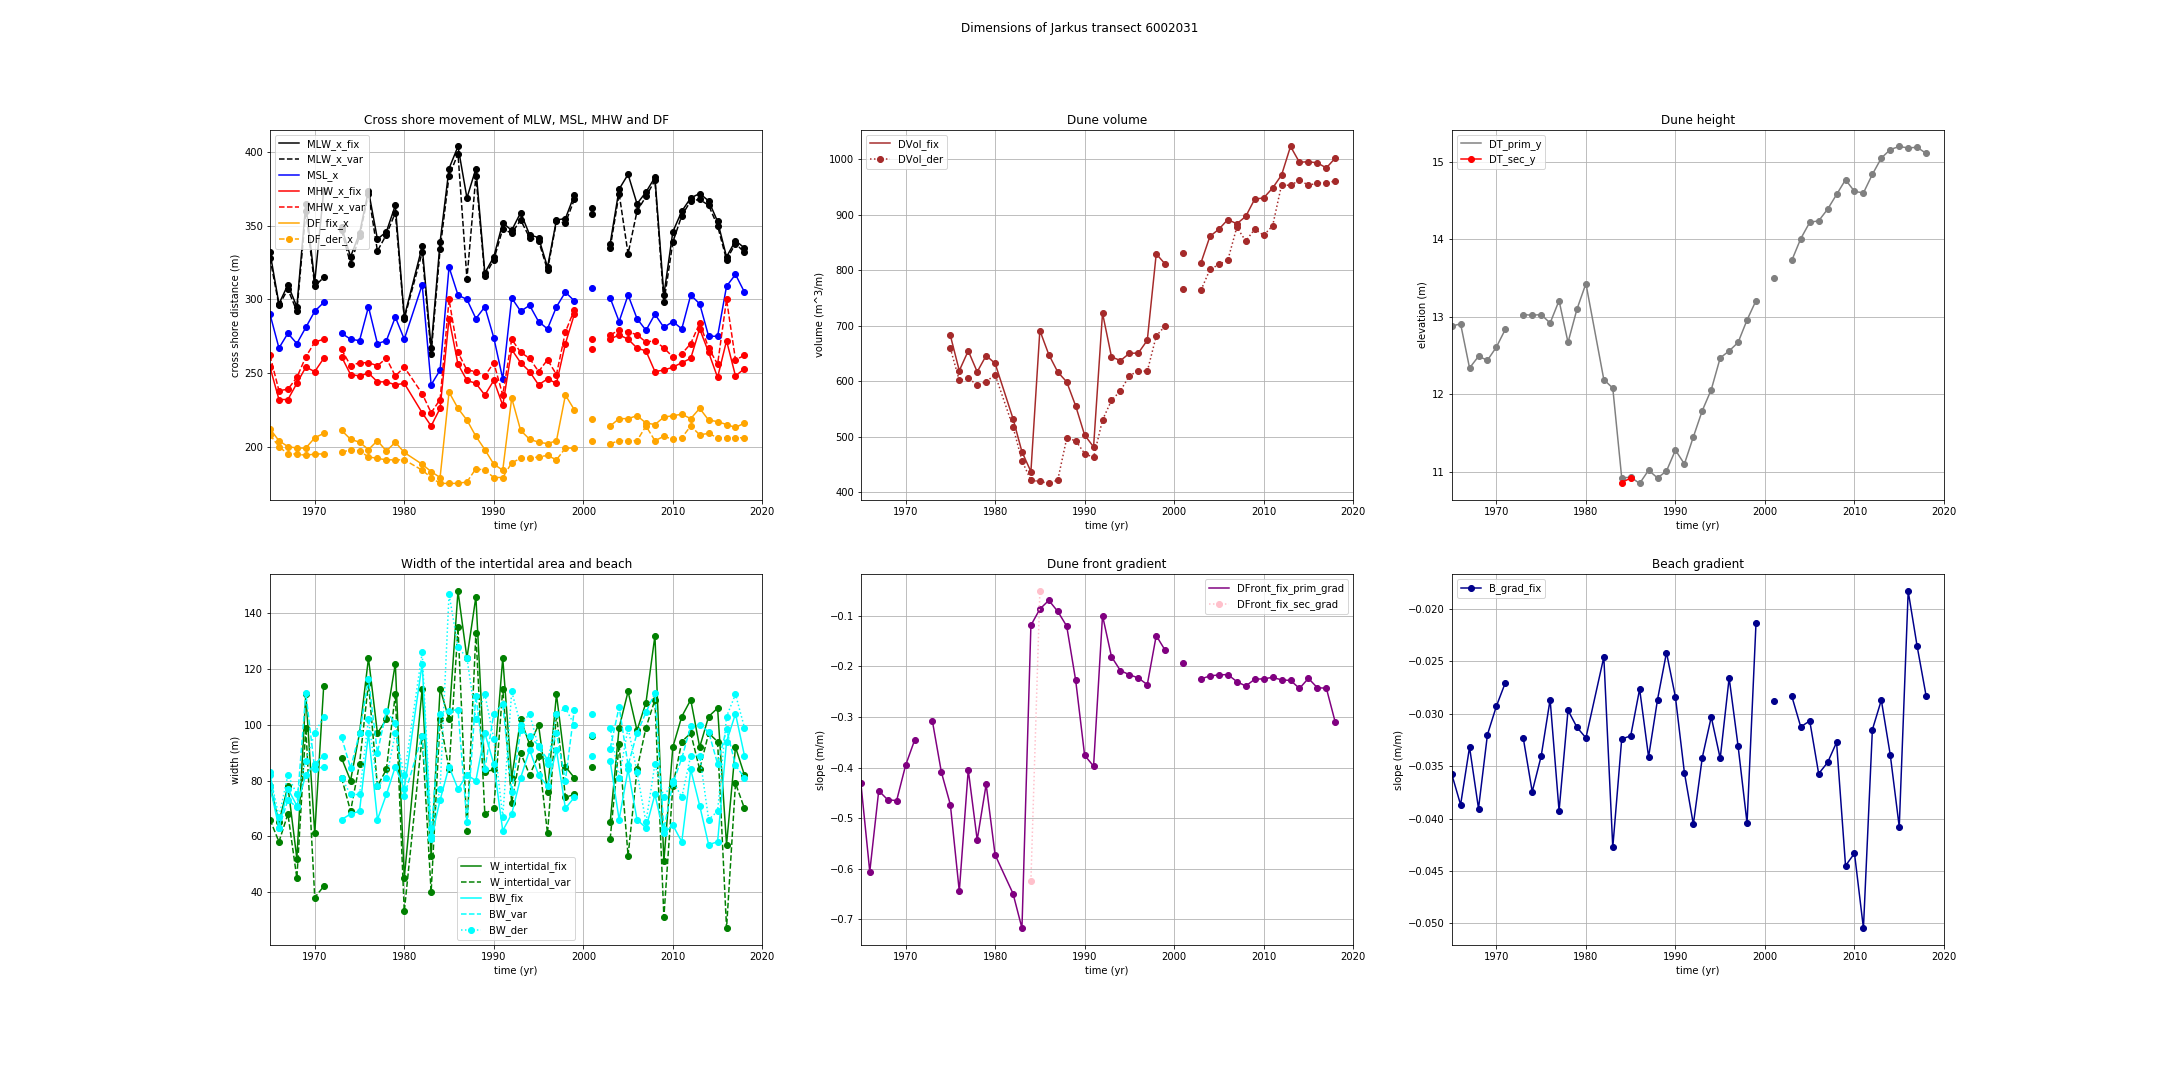 Dimensions of Jarkus transect 6002031
Cross shore movement of MLW, MSL, MHW and DF
MLW_x_fix
MLW_x_var
MSL_x
MHW_x_fix
MHW_x_var
DF_fix_x
DF_der_x
400
350
300
250
200
cross shore distance (m)
1970 1980 1990 2000 2010 2020
time (yr)
Dune volume
DVol_fix
DVol_der
1000
900
800
700
600
500
400
volume (m^3/m)
1970 1980 1990 2000 2010 2020
time (yr)
Dune height
DT_prim_y
DT_sec_y
15
14
13
12
11
elevation (m)
1970 1980 1990 2000 2010 2020
time (yr)
Width of the intertidal area and beach
140
120
100
80
60
40
width (m)
W_intertidal_fix
W_intertidal_var
BW_fix
BW_var
BW_der
1970 1980 1990 2000 2010 2020
time (yr)
Dune front gradient
DFront_fix_prim_grad
DFront_fix_sec_grad
−0.1
−0.2
−0.3
−0.4
−0.5
−0.6
−0.7
slope (m/m)
1970 1980 1990 2000 2010 2020
time (yr)
Beach gradient
B_grad_fix
−0.020
−0.025
−0.030
−0.035
−0.040
−0.045
−0.050
slope (m/m)
1970 1980 1990 2000 2010 2020
time (yr)